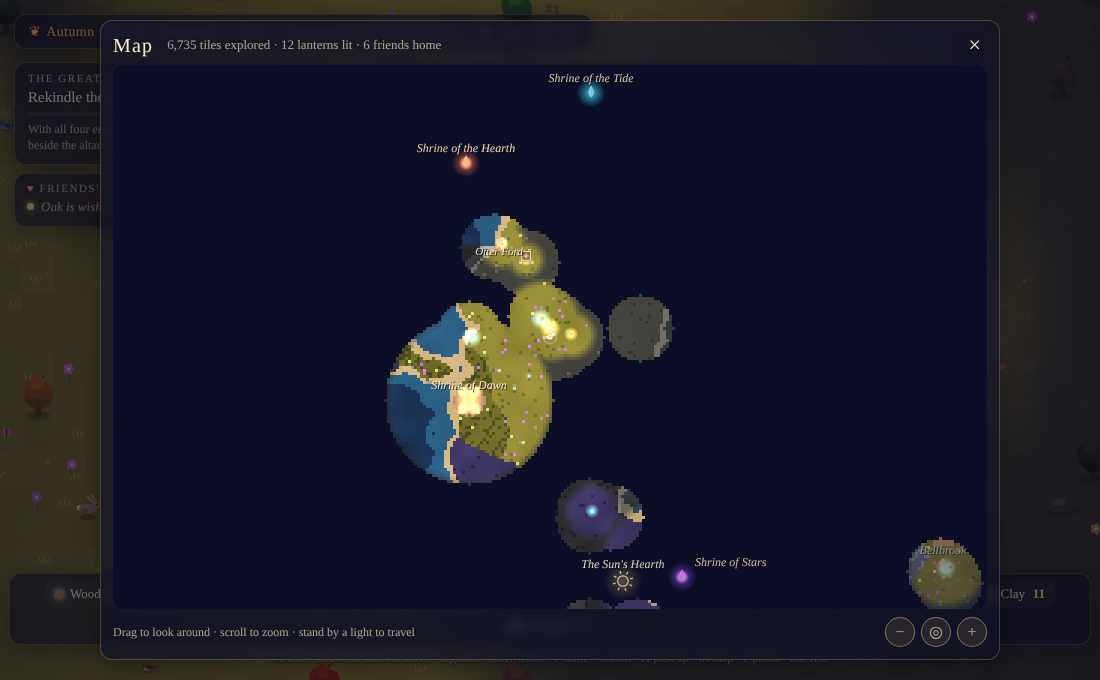 Autumn
Map
6,735 tiles explored · 12 lanterns lit · 6 friends home
×
THE GREAT
Rekindle the
With all four e
beside the alta
♥ FRIENDS'
Oak is wish
Shrine of the Tide
Shrine of the Hearth
Otter Ford
Shrine of Dawn
The Sun's Hearth
Shrine of Stars
Bellbrook
Wood
Clay 11
Drag to look around · scroll to zoom · stand by a light to travel
− ◎ +